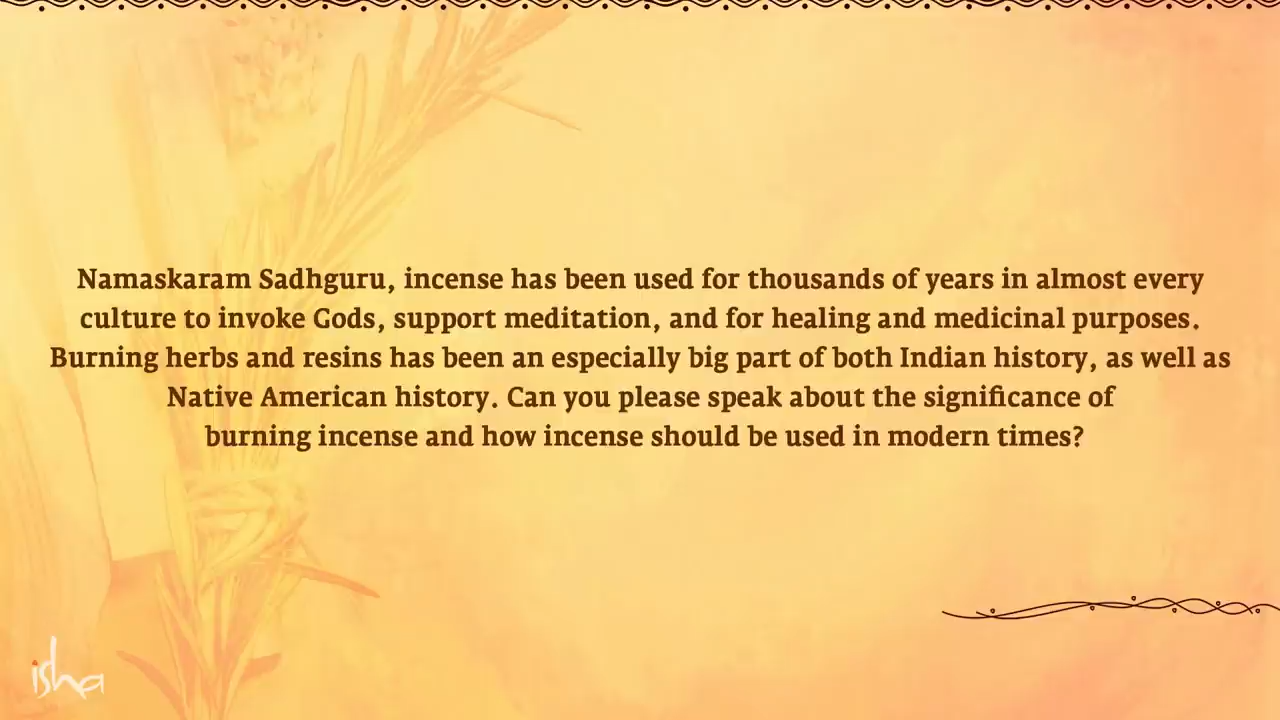 Namaskaram Sadhguru, incense has been used for thousands of years in almost every
culture to invoke Gods, support meditation, and for healing and medicinal purposes.
Burning herbs and resins has been an especially big part of both Indian history, as well as
Native American history. Can you please speak about the significance of
burning incense and how incense should be used in modern times?
isha